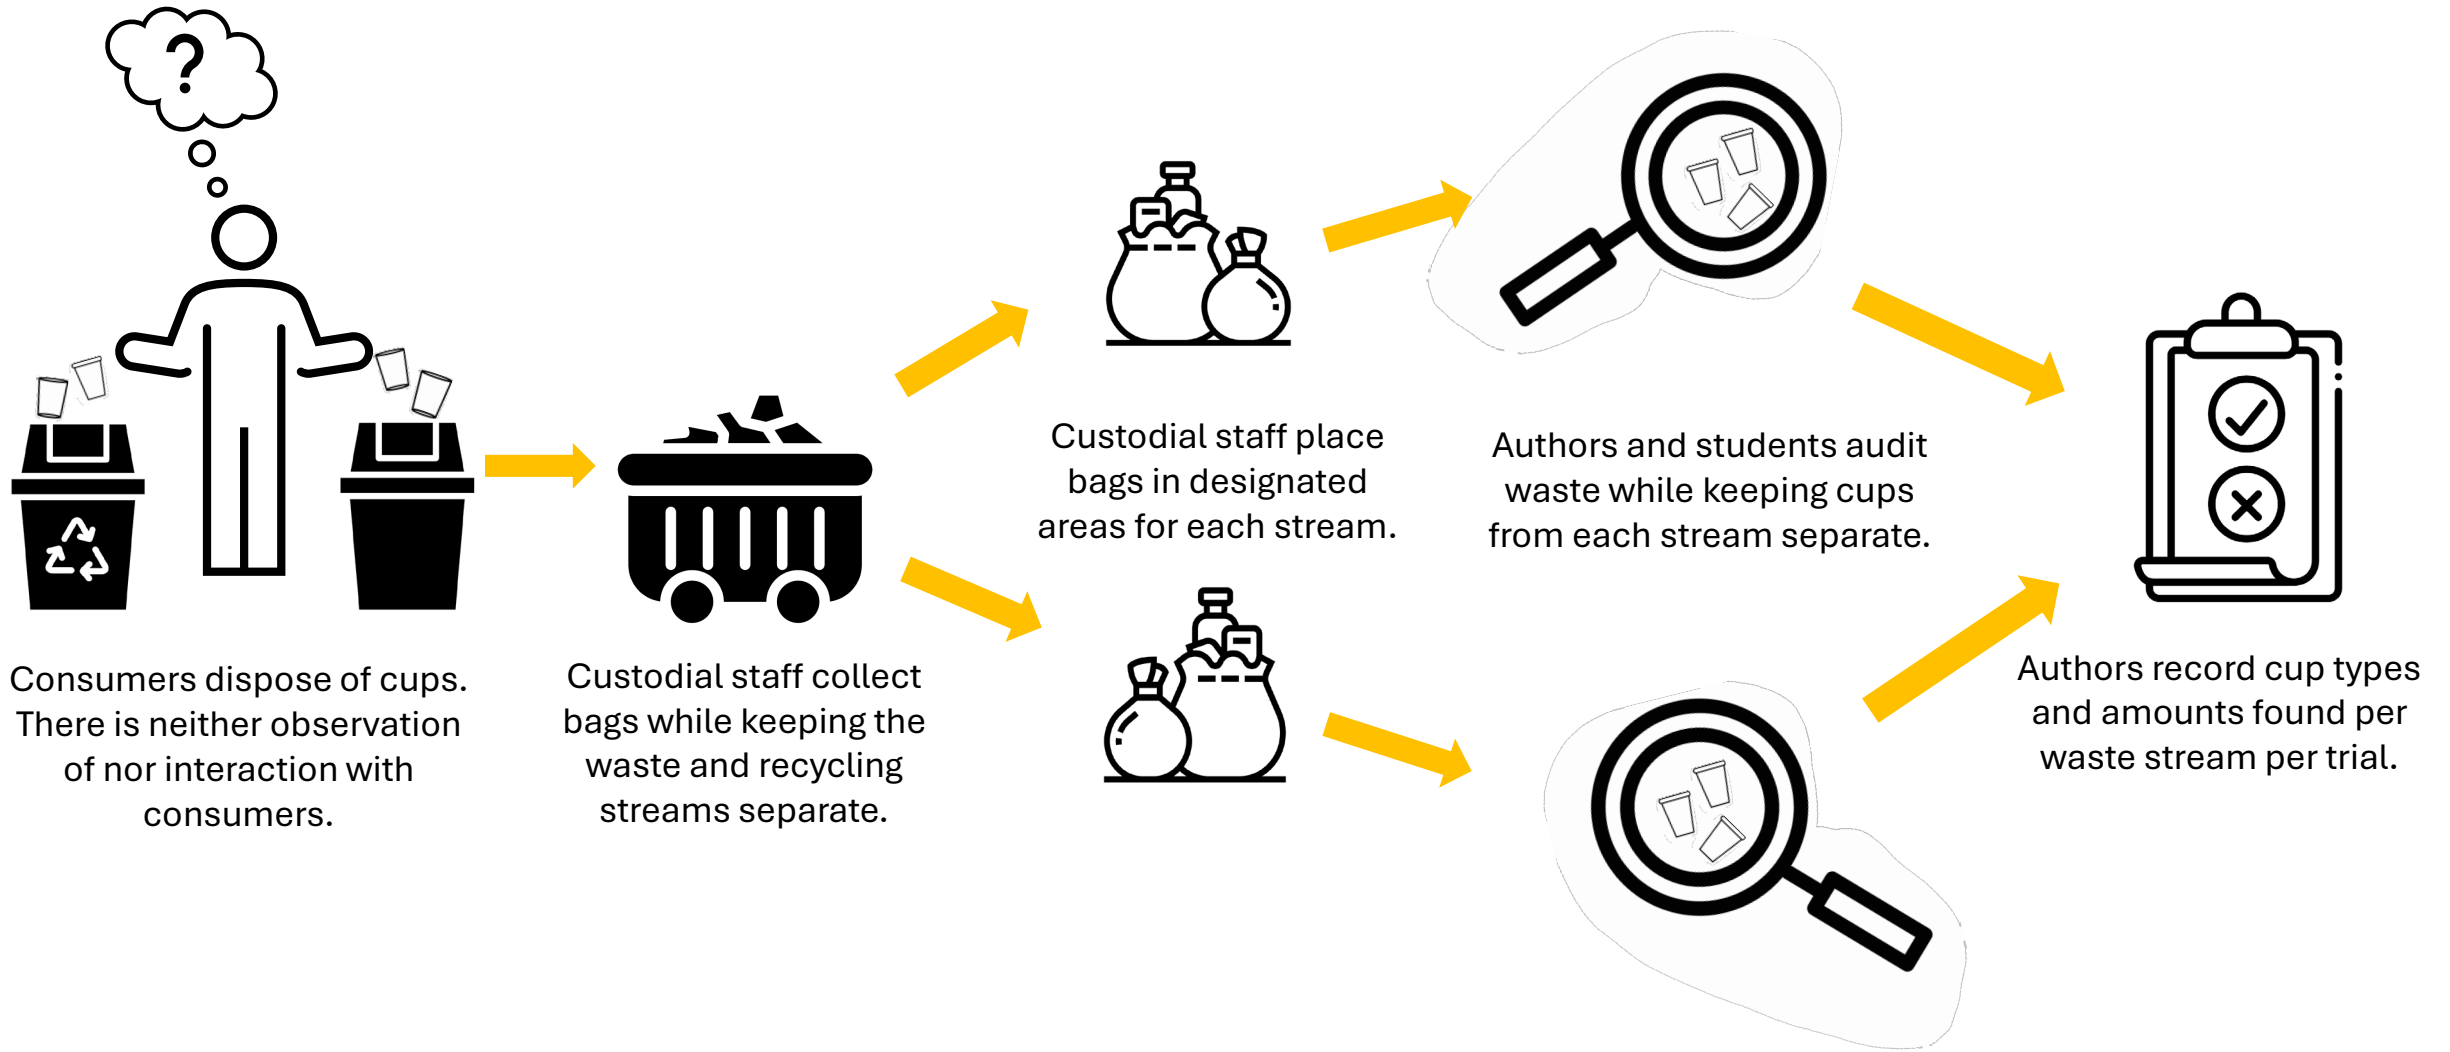 ?
Consumers dispose of cups.
There is neither observation
of nor interaction with
consumers.
Custodial staff collect
bags while keeping the
waste and recycling
streams separate.
Custodial staff place
bags in designated
areas for each stream.
Authors and students audit
waste while keeping cups
from each stream separate.
Authors record cup types
and amounts found per
waste stream per trial.